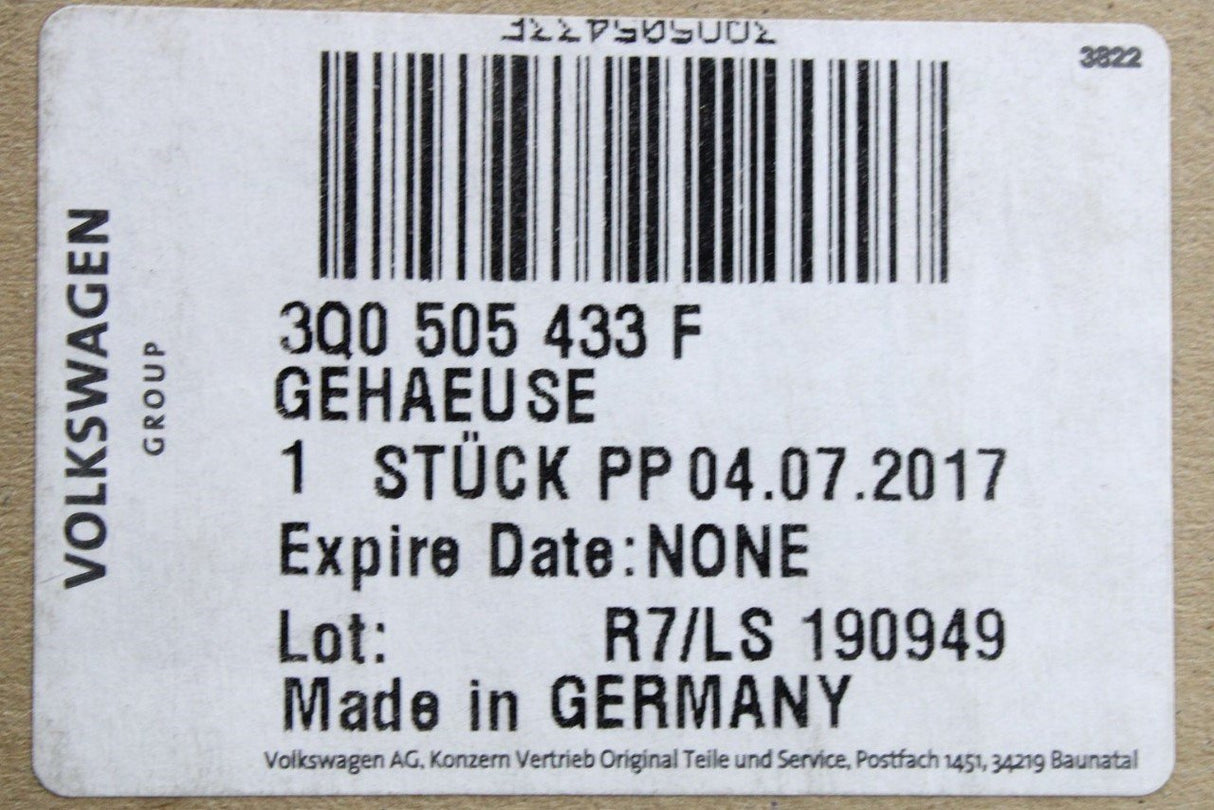 3822
VOLKSWAGEN
GROUP
3Q0 505 433 F
GEHAEUSE
1 STÜCK PP 04.07.2017
Expire Date:NONE
Lot: R7/LS 190949
Made in GERMANY
Volkswagen AG, Konzern Vertrieb Original Teile und Service, Postfach 1451, 34219 Baunatal